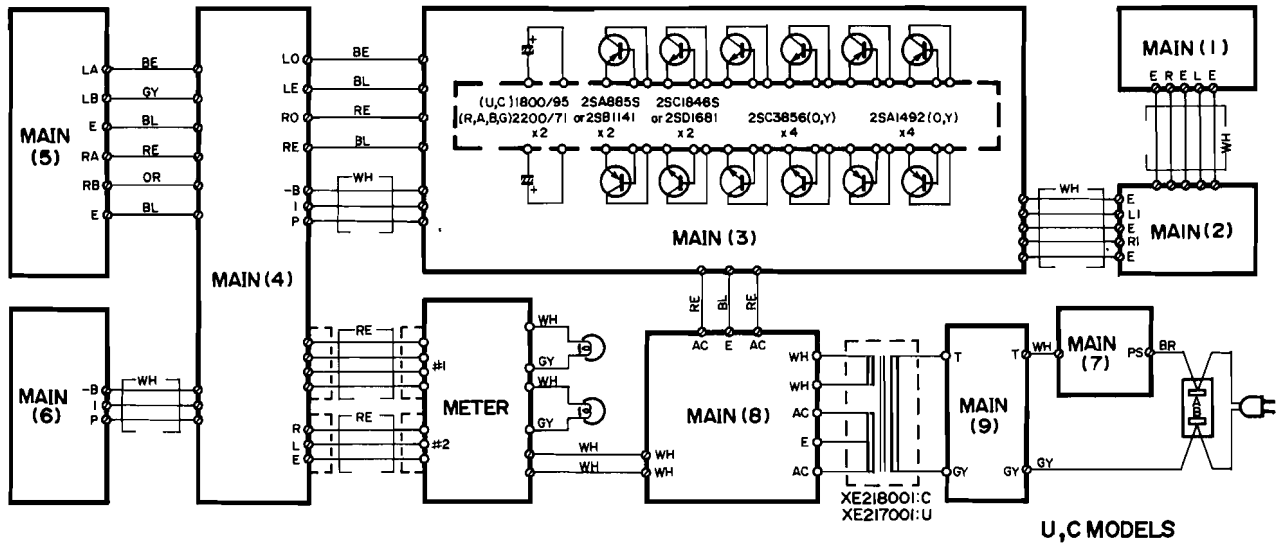 MAIN
(5)
LA
LB
E
RA
RB
E
BE
GY
BL
RE
OR
BL
MAIN (4)
LO
LE
RO
RE
-B
I
P
BE
BL
RE
BL
WH
(U,C)1800/95
(R,A,B,G)2200/71
x2
2SA885S
or2SB1141
x2
2SC1846S
or 2SD1681
x2
2SC3856(O,Y)
x4
2SA1492(O,Y)
x4
MAIN (3)
MAIN (1)
E R E L E
WH
WH
E
L1
E
R1
E
MAIN (2)
MAIN
(6)
-B
I
P
WH
RE
R
L
E
RE
#1
#2
METER
WH
GY
WH
GY
WH
WH
RE
BL
RE
AC E AC
WH
WH
MAIN (8)
WH
WH
AC
E
AC
XE218001:C
XE217001:U
T
GY
MAIN
(9)
T
GY
WH
MAIN
(7)
PS
BR
GY
A
B
U,C MODELS